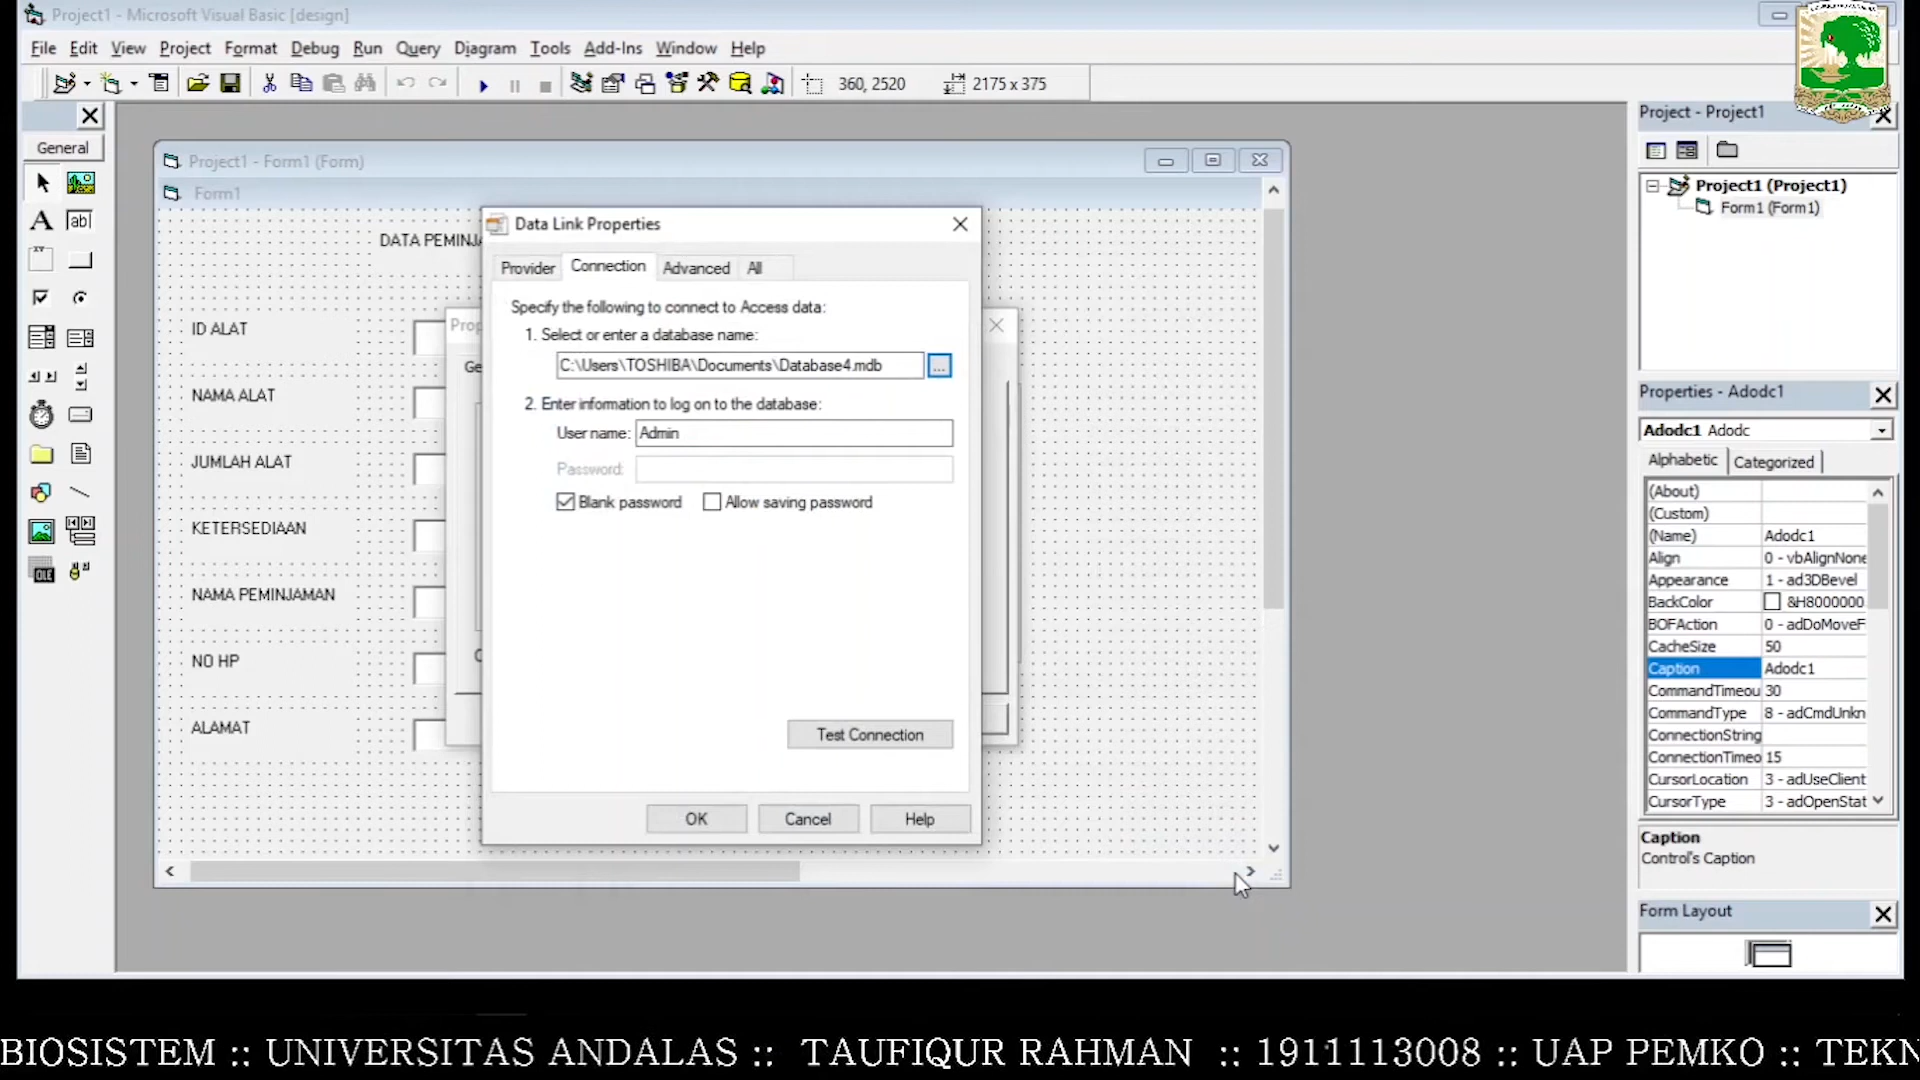 Project1 - Microsoft Visual Basic [design]
File Edit View Project Format Debug Run Query Diagram Tools Add-Ins Window Help
360, 2520 2175 x 375
General
Project1 - Form1 (Form)
Form1
DATA PEMINJA
ID ALAT
NAMA ALAT
JUMLAH ALAT
KETERSEDIAAN
NAMA PEMINJAMAN
NO HP
ALAMAT
Prop
Ge
Data Link Properties
Provider Connection Advanced All
Specify the following to connect to Access data:
1. Select or enter a database name:
C:\Users\TOSHIBA\Documents\Database4.mdb ...
2. Enter information to log on to the database:
User name: Admin
Password:
Blank password Allow saving password
Test Connection
OK Cancel Help
Project - Project1
Project1 (Project1)
Form1 (Form1)
Properties - Adodc1
Adodc1 Adodc
Alphabetic Categorized
(About)
(Custom)
(Name) Adodc1
Align 0 - vbAlignNone
Appearance 1 - ad3DBevel
BackColor &H8000000
BOFAction 0 - adDoMoveF
CacheSize 50
Caption Adodc1
CommandTimeou 30
CommandType 8 - adCmdUnkn
ConnectionString
ConnectionTimeo 15
CursorLocation 3 - adUseClient
CursorType 3 - adOpenStat
Caption
Control's Caption
Form Layout
BIOSISTEM :: UNIVERSITAS ANDALAS :: TAUFIQUR RAHMAN :: 1911113008 :: UAP PEMKO :: TEKN